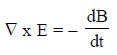 ∇ x E = - dB/dt